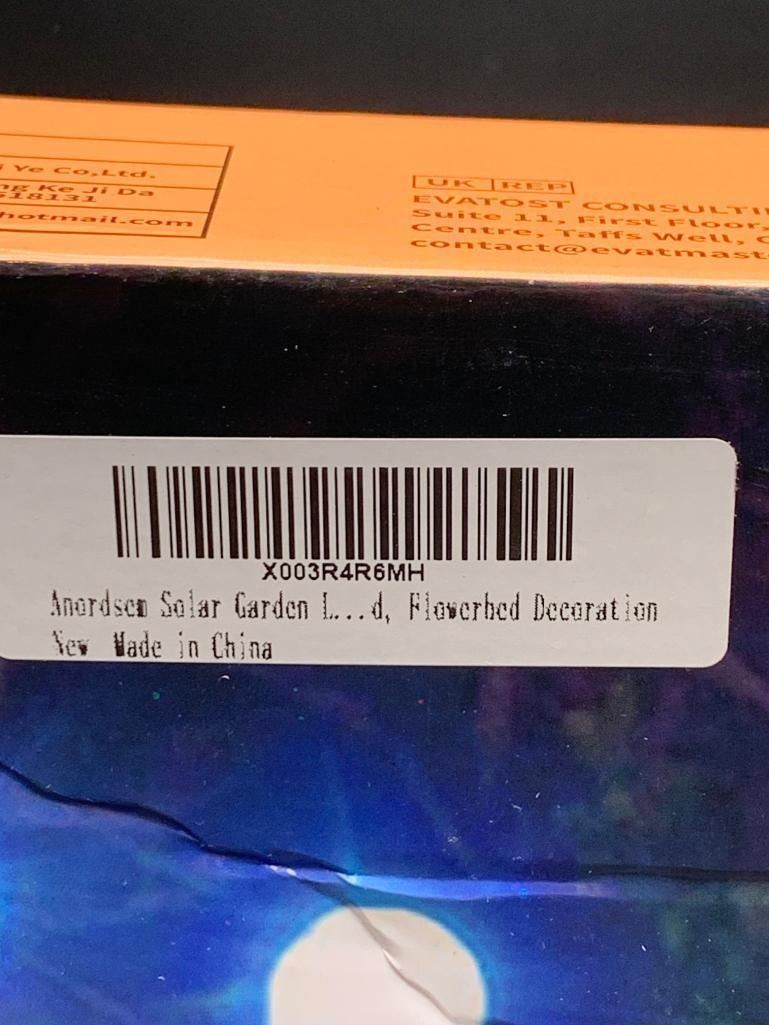 i Ye Co,Ltd.
ng Ke Ji Da
518131
hotmail.com
UK REP
EVATOST CONSULTI
Suite 11, First Floor,
Centre, Taffs Well, C
contact@evatmast
X003R4R6MH
Anordsem Solar Garden L...d, Flowerbed Decoration
New Made in China